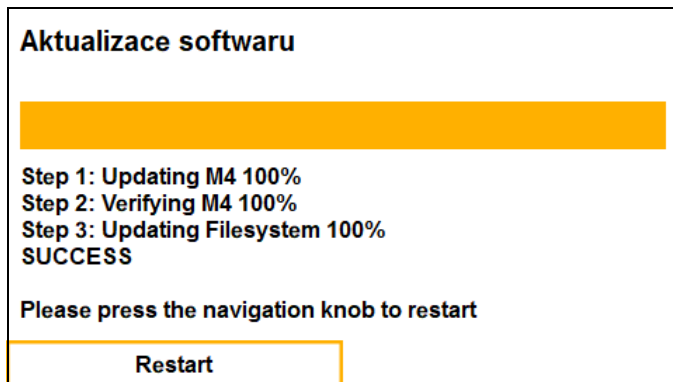 Aktualizace softwaru
Step 1: Updating M4 100%
Step 2: Verifying M4 100%
Step 3: Updating Filesystem 100%
SUCCESS
Please press the navigation knob to restart
Restart